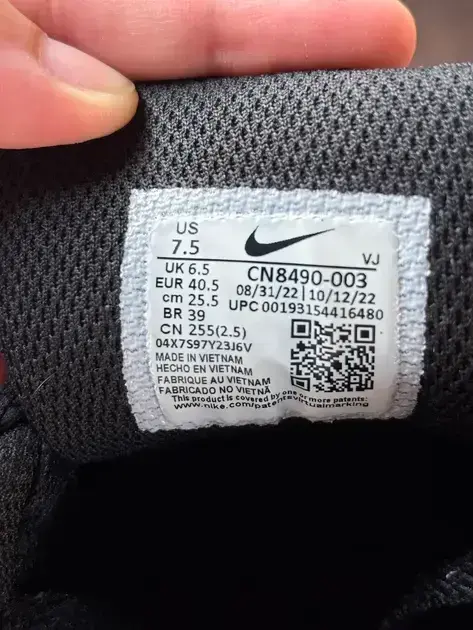 US
7.5
VJ
UK 6.5
EUR 40.5
cm 25.5
BR 39
CN 255(2.5)
CN8490-003
08/31/22|10/12/22
UPC 00193154416480
04X7S97Y23J6V
MADE IN VIETNAM
HECHO EN VIETNAM
FABRIQUE AU VIETNAM
FABRICADO NO VIETNÃ
This product is covered by one or more patents:
www.nike.com/patentsvirtualmarking